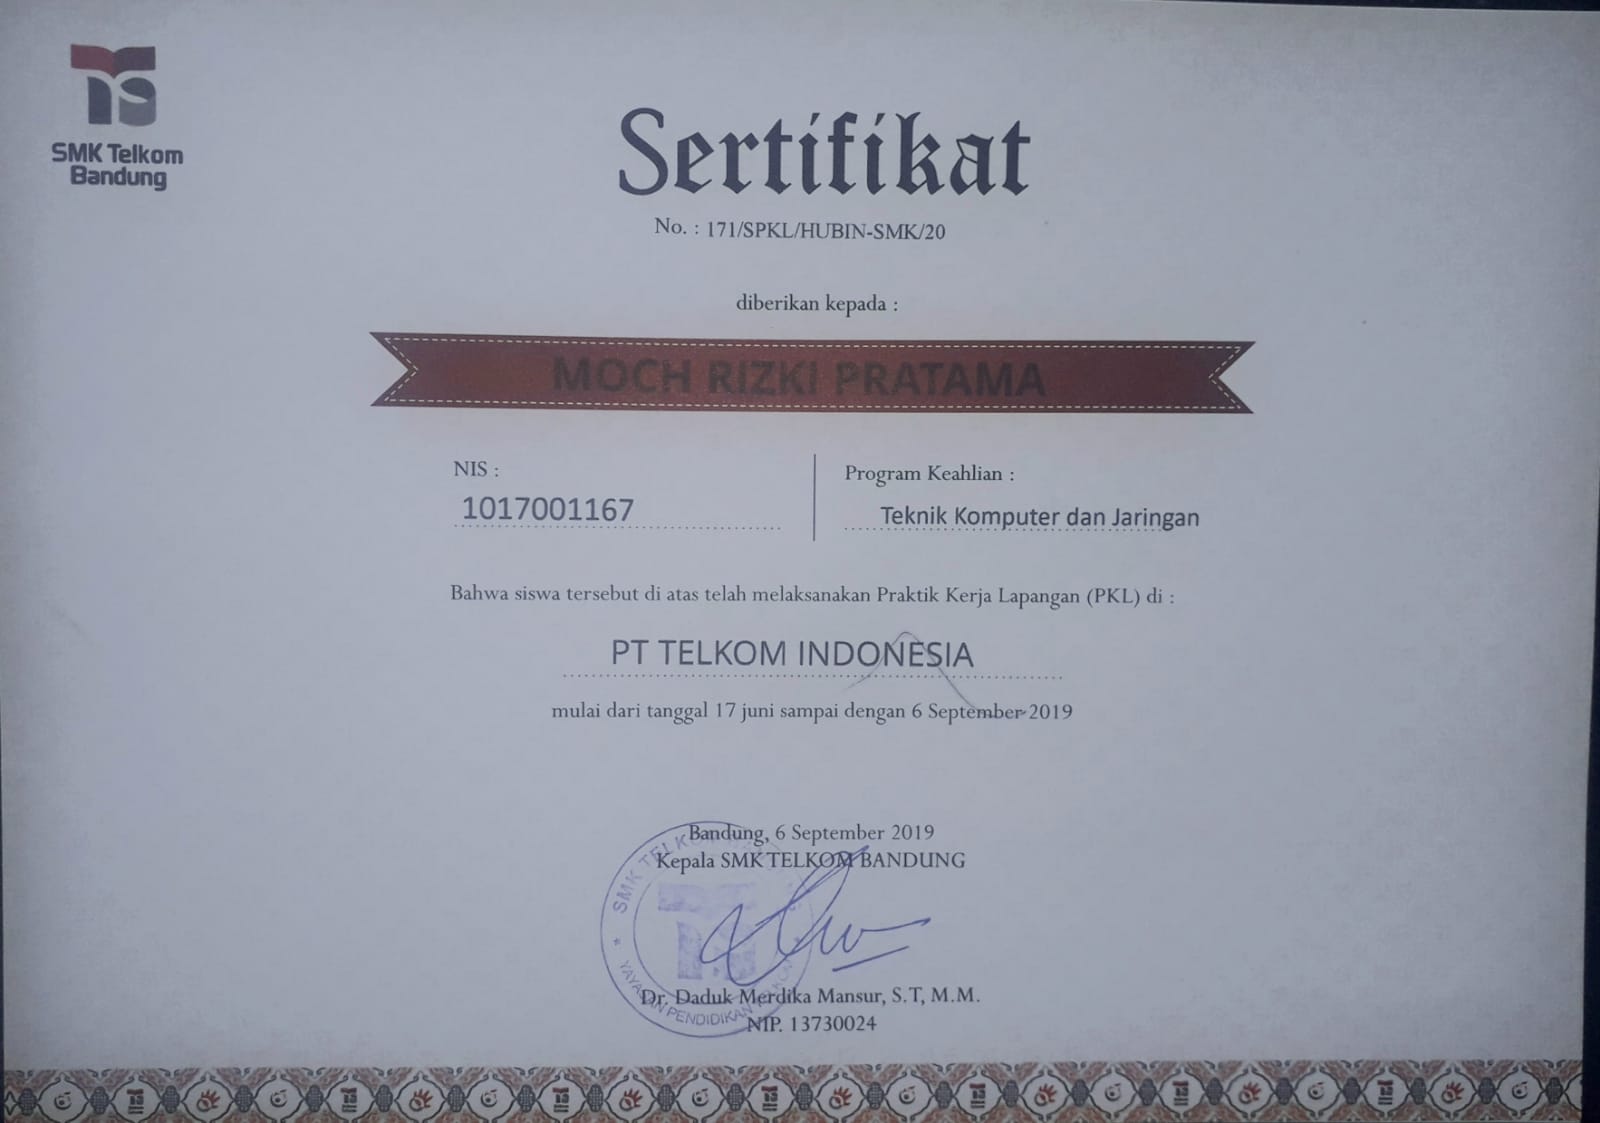 SMK Telkom
Bandung
Sertifikat
No. : 171/SPKL/HUBIN-SMK/20
diberikan kepada :
MOCH RIZKI PRATAMA
NIS :
1017001167
Program Keahlian :
Teknik Komputer dan Jaringan
Bahwa siswa tersebut di atas telah melaksanakan Praktik Kerja Lapangan (PKL) di :
PT TELKOM INDONESIA
mulai dari tanggal 17 juni sampai dengan 6 September 2019
Bandung, 6 September 2019
Kepala SMK TELKOM BANDUNG
SMK TELKOM
YAYASAN PENDIDIKAN
Dr. Daduk Merdika Mansur, S.T, M.M.
NIP. 13730024